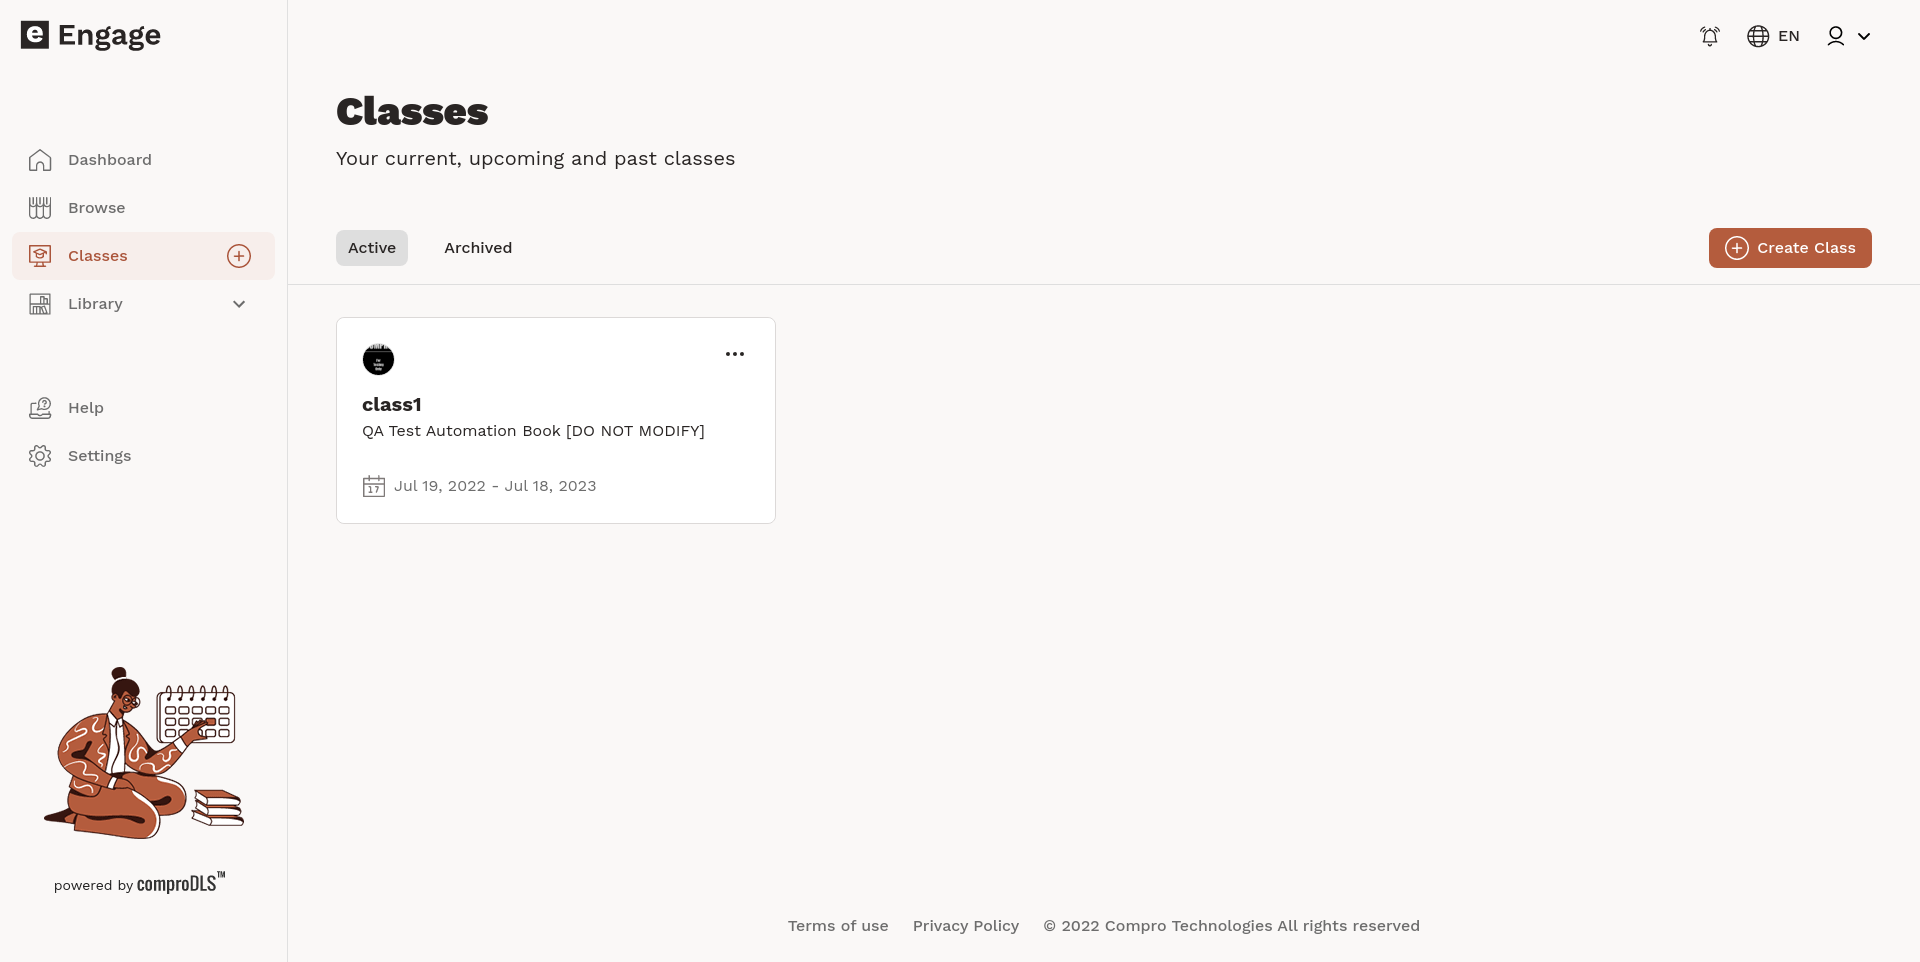 e Engage
EN
Classes
Your current, upcoming and past classes
Dashboard
Browse
Classes
Library
Help
Settings
Active
Archived
Create Class
class1
QA Test Automation Book [DO NOT MODIFY]
17
Jul 19, 2022 - Jul 18, 2023
powered by comproDLS™
Terms of use
Privacy Policy
© 2022 Compro Technologies All rights reserved